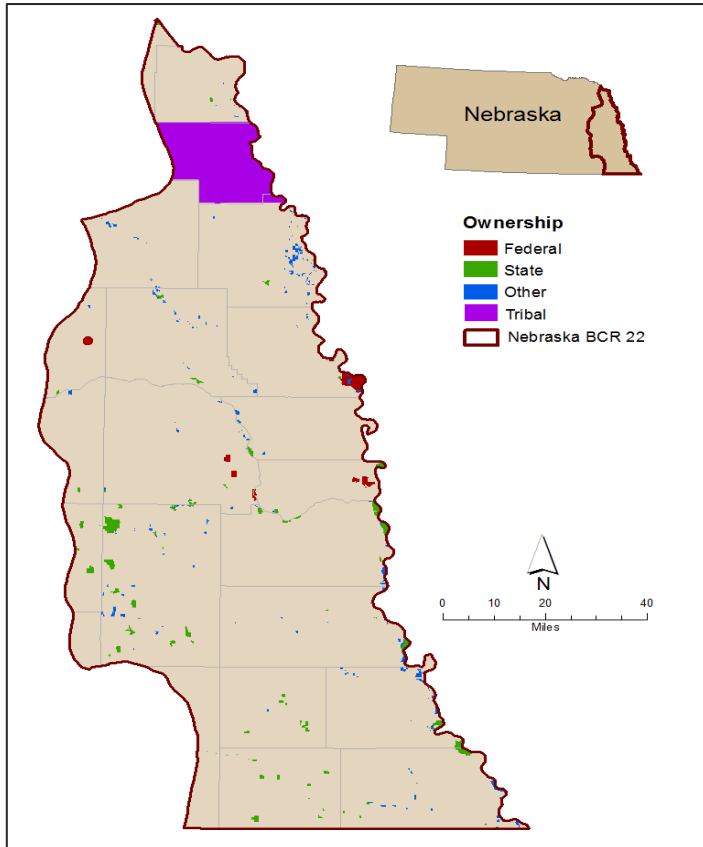 Nebraska
Ownership
Federal
State
Other
Tribal
Nebraska BCR 22
N
0 10 20 40
Miles